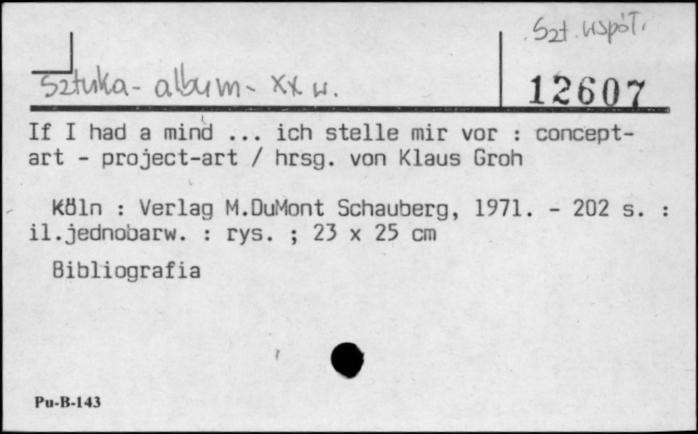 Szt. współ.
Sztuka - album - XX w.
12607
If I had a mind ... ich stelle mir vor : concept-
art - project-art / hrsg. von Klaus Groh
Köln : Verlag M.DuMont Schauberg, 1971. - 202 s. :
il.jednobarw. : rys. ; 23 x 25 cm
Bibliografia
Pu-B-143